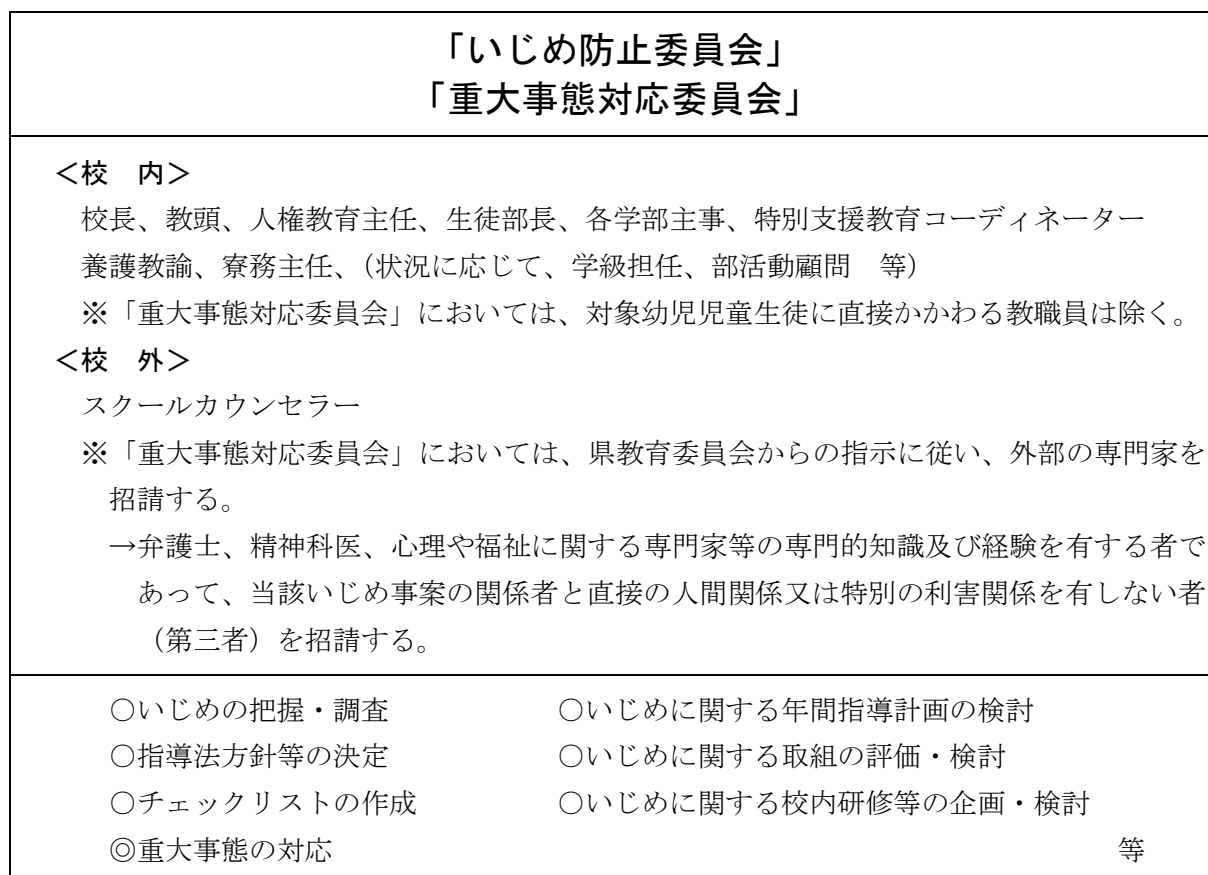 「いじめ防止委員会」
「重大事態対応委員会」
＜校　内＞
校長、教頭、人権教育主任、生徒部長、各学部主事、特別支援教育コーディネーター
養護教諭、寮務主任、（状況に応じて、学級担任、部活動顧問　等）
※「重大事態対応委員会」においては、対象幼児児童生徒に直接かかわる教職員は除く。
＜校　外＞
スクールカウンセラー
※「重大事態対応委員会」においては、県教育委員会からの指示に従い、外部の専門家を
招請する。
→弁護士、精神科医、心理や福祉に関する専門家等の専門的知識及び経験を有する者で
あって、当該いじめ事案の関係者と直接の人間関係又は特別の利害関係を有しない者
（第三者）を招請する。
○いじめの把握・調査　○いじめに関する年間指導計画の検討
○指導法方針等の決定　○いじめに関する取組の評価・検討
○チェックリストの作成　○いじめに関する校内研修等の企画・検討
◎重大事態の対応　等